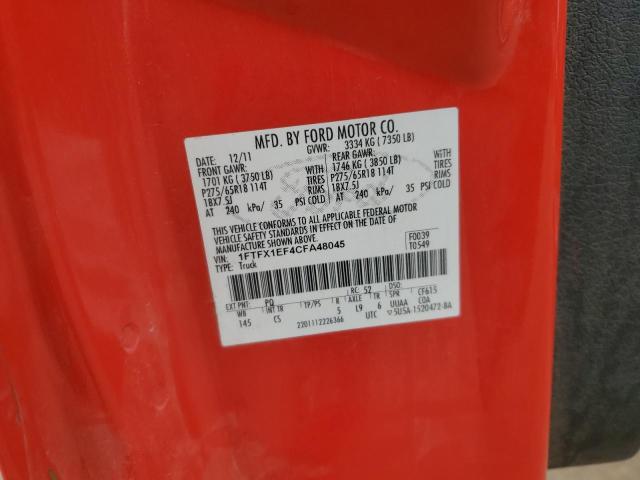 MFD. BY FORD MOTOR CO.
DATE: 12/11 GVWR: 3334 KG ( 7350 LB)
FRONT GAWR: REAR GAWR:
1701 KG ( 3750 LB) WITH 1746 KG ( 3850 LB) WITH
P275/65R18 114T TIRES P275/65R18 114T TIRES
18X7.5J RIMS 18X7.5J RIMS
AT 240 kPa/ 35 PSI COLD AT 240 kPa/ 35 PSI COLD
THIS VEHICLE CONFORMS TO ALL APPLICABLE FEDERAL MOTOR
VEHICLE SAFETY STANDARDS IN EFFECT ON THE DATE OF
MANUFACTURE SHOWN ABOVE.
VIN: 1FTFX1EF4CFA48045 F0039
TYPE: Truck T0549
EXT PNT: PQ RC: 52 DSO:
WB INT TR TP/PS R AXLE TR SPR CF615
145 CS 5 L9 6 UUAA CDA
2201112226366 UTC 5U5A-1520472-BA